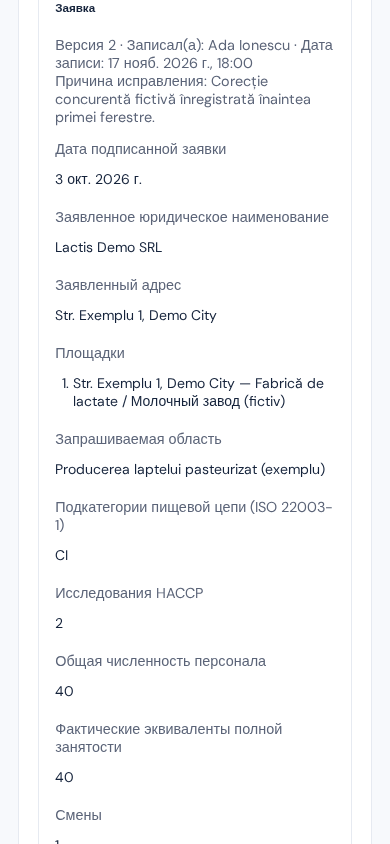 Заявка
Версия 2 · Записал(а): Ada Ionescu · Дата
записи: 17 нояб. 2026 г., 18:00
Причина исправления: Corecție
concurentă fictivă înregistrată înaintea
primei ferestre.
Дата подписанной заявки
3 окт. 2026 г.
Заявленное юридическое наименование
Lactis Demo SRL
Заявленный адрес
Str. Exemplu 1, Demo City
Площадки
1. Str. Exemplu 1, Demo City — Fabrică de
lactate / Молочный завод (fictiv)
Запрашиваемая область
Producerea laptelui pasteurizat (exemplu)
Подкатегории пищевой цепи (ISO 22003-
1)
CI
Исследования HACCP
2
Общая численность персонала
40
Фактические эквиваленты полной
занятости
40
Смены